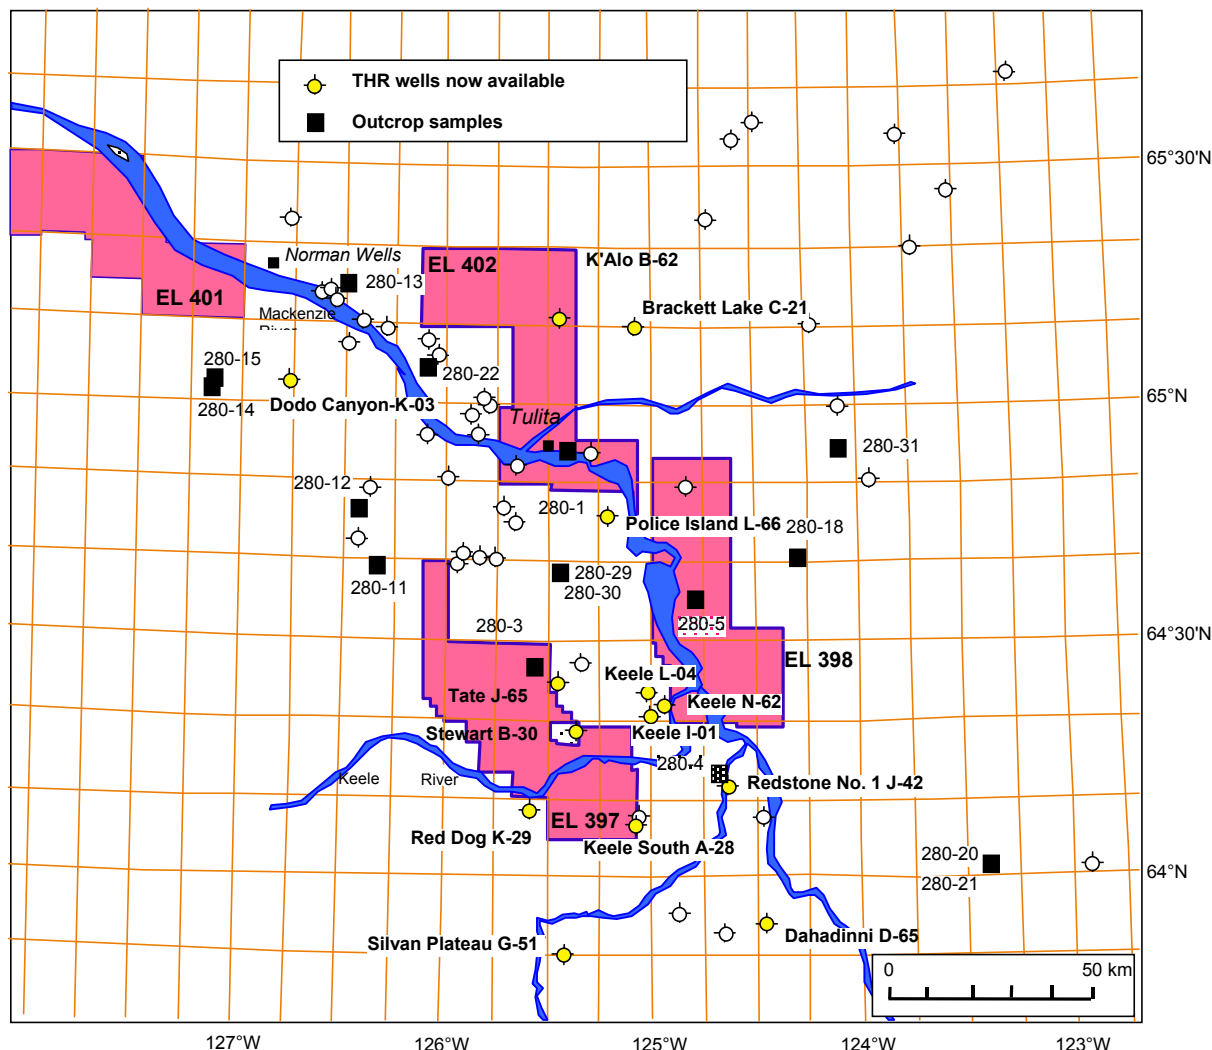 THR wells now available
Outcrop samples
65°30'N
Norman Wells
K'Alo B-62
EL 402
280-13
EL 401
Brackett Lake C-21
Mackenzie
River
280-15
280-22
65°N
280-14
Dodo Canyon-K-03
Tulita
280-31
280-12
280-1
Police Island L-66
280-18
280-29
280-11
280-30
280-3
280-5
64°30'N
EL 398
Keele L-04
Tate J-65
Keele N-62
Stewart B-30
Keele I-01
280-4
Keele
River
Redstone No. 1 J-42
EL 397
Red Dog K-29
Keele South A-28
280-20
64°N
280-21
Silvan Plateau G-51
Dahadinni D-65
0
50 km
127°W
126°W
125°W
124°W
123°W